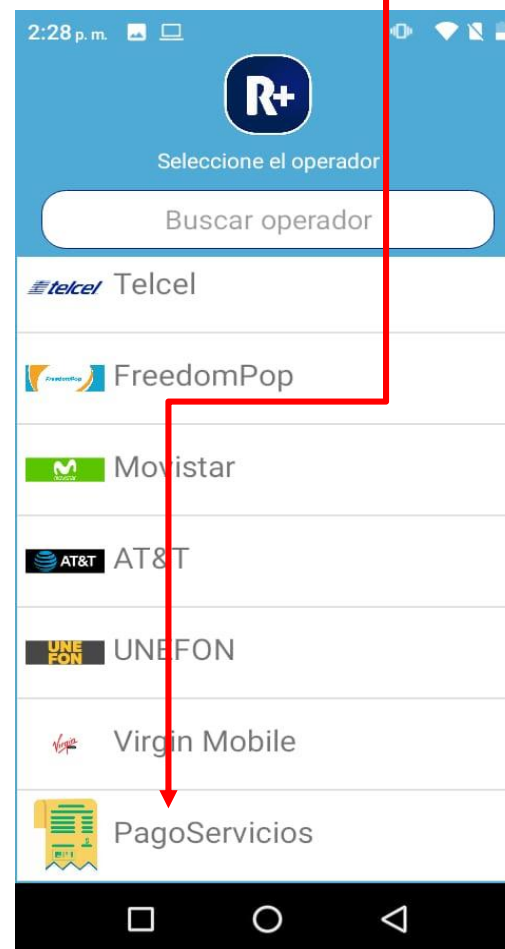 2:28 p. m.
R+
Seleccione el operador
Buscar operador
telcel Telcel
FreedomPop FreedomPop
movistar Movistar
AT&T AT&T
UNE
FON UNEFON
Virgin Virgin Mobile
PagoServicios